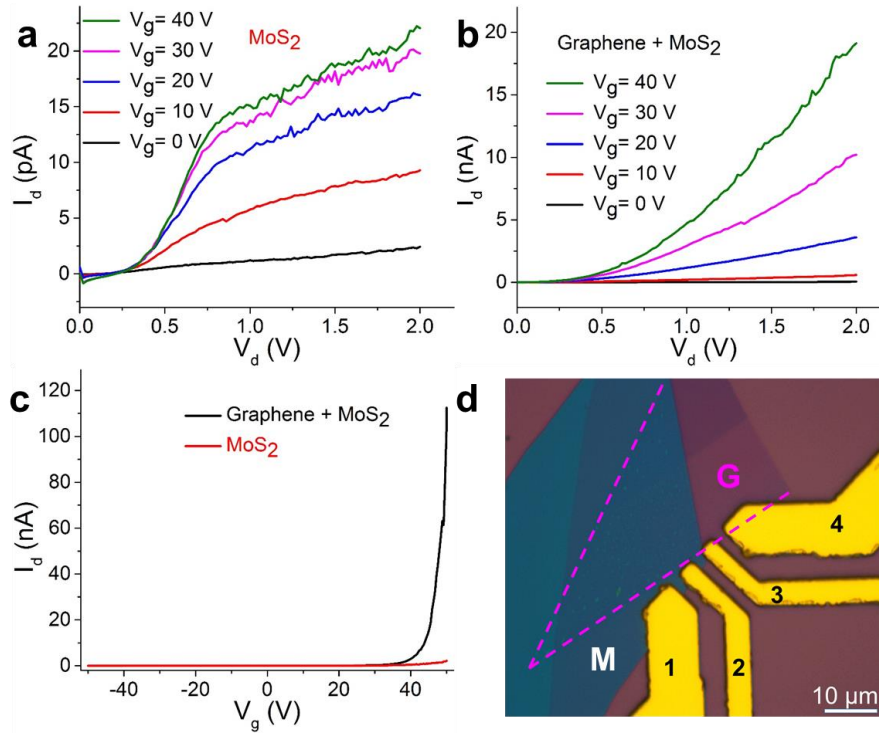 a
V_g= 40 V
V_g= 30 V
V_g= 20 V
V_g= 10 V
V_g= 0 V
MoS₂
25
20
15
10
5
0
I_d (pA)
0.0 0.5 1.0 1.5 2.0
V_d (V)
b
Graphene + MoS₂
V_g= 40 V
V_g= 30 V
V_g= 20 V
V_g= 10 V
V_g= 0 V
20
15
10
5
0
I_d (nA)
0.0 0.5 1.0 1.5 2.0
V_d (V)
c
Graphene + MoS₂
MoS₂
120
100
80
60
40
20
0
I_d (nA)
-40 -20 0 20 40
V_g (V)
d
G
M
4
3
1
2
10 µm